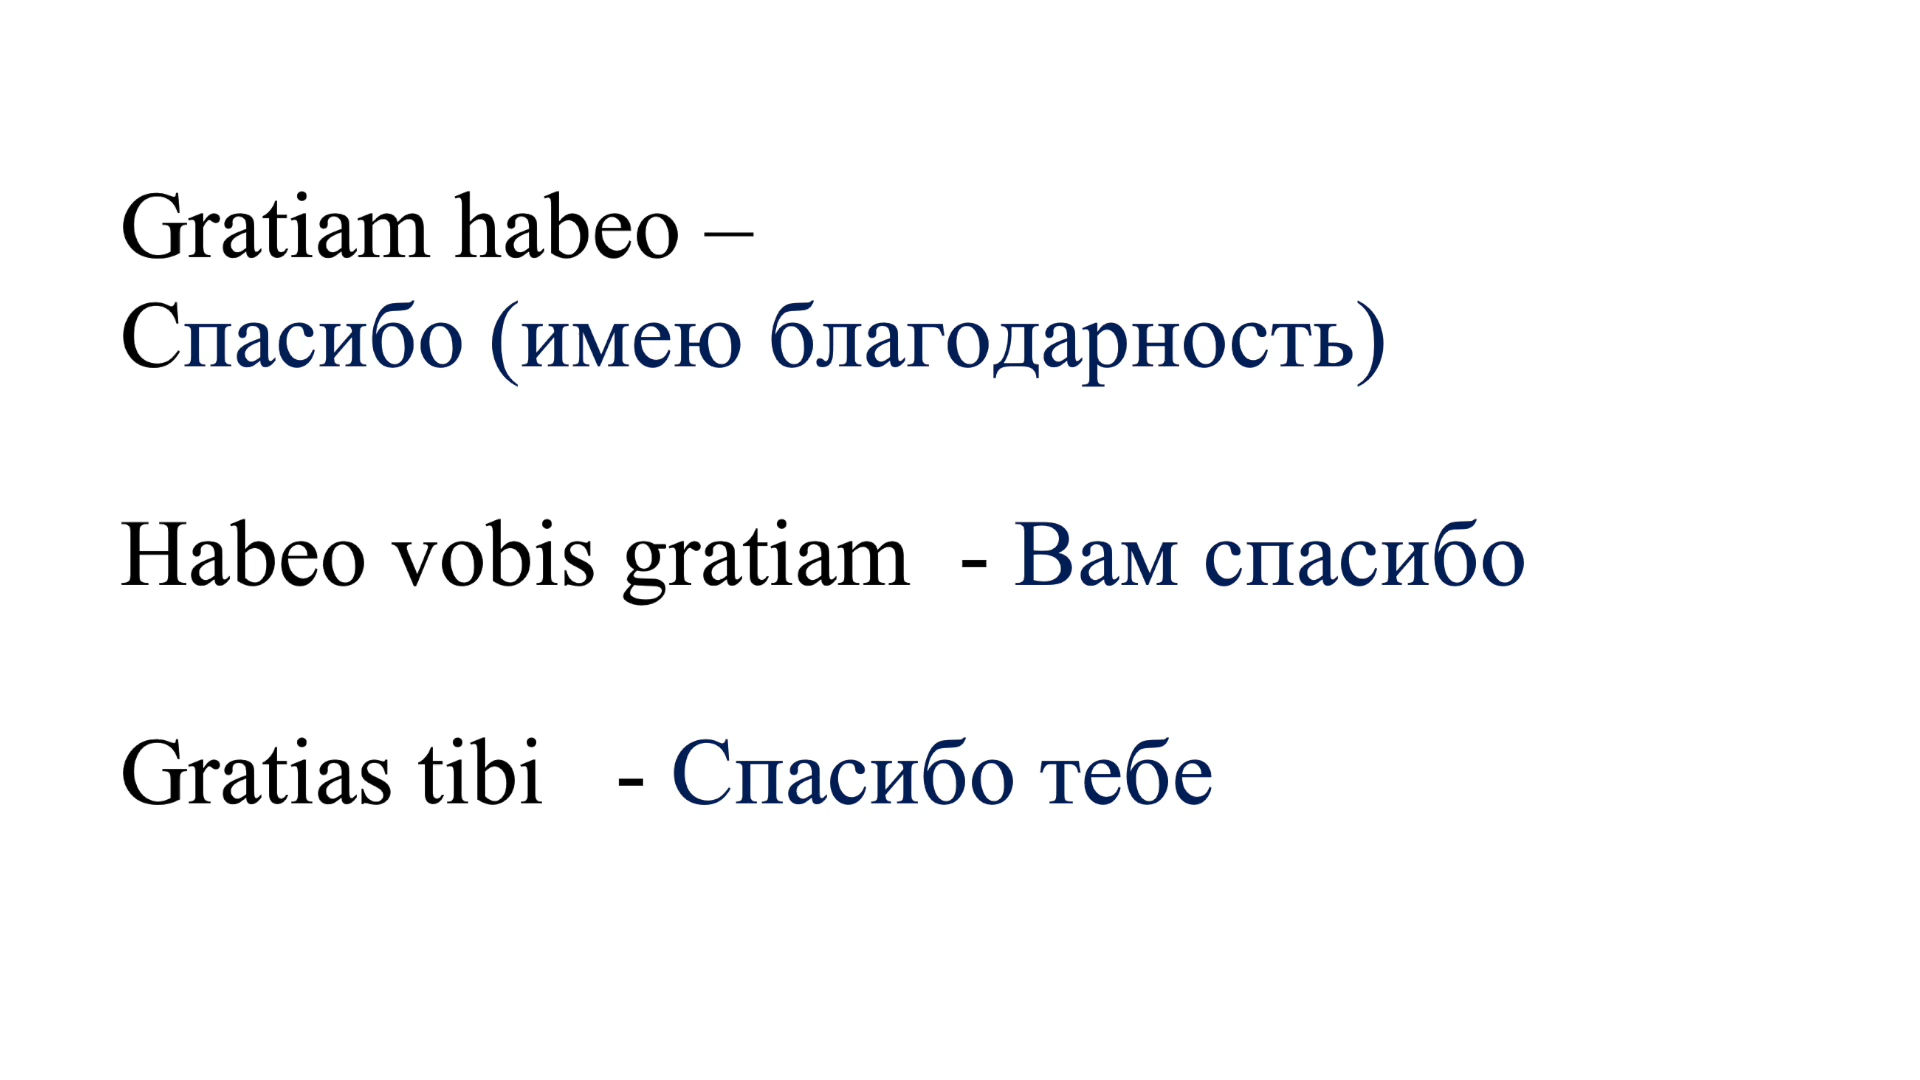 Gratiam habeo –
Спасибо (имею благодарность)
Habeo vobis gratiam  - Вам спасибо
Gratias tibi   - Спасибо тебе